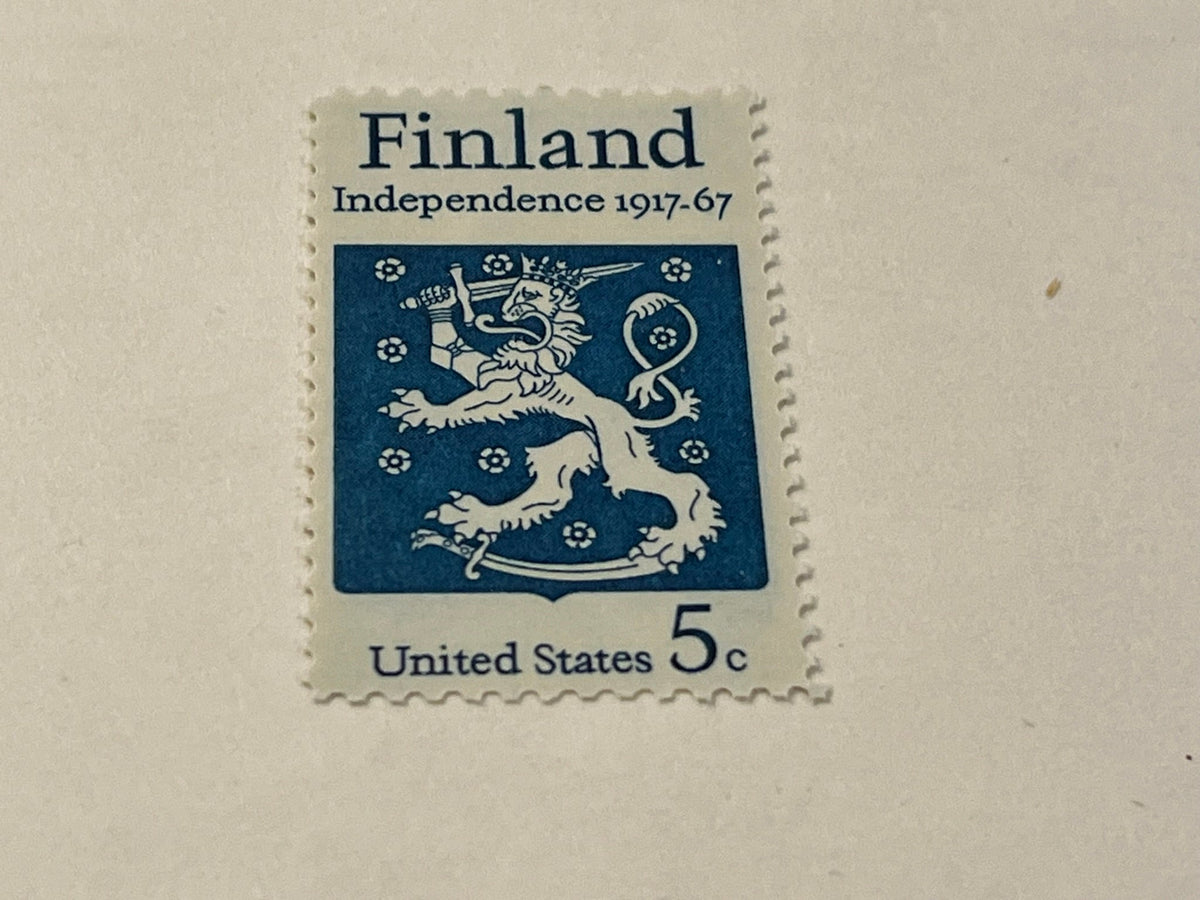 Finland
Independence 1917-67
United States 5c